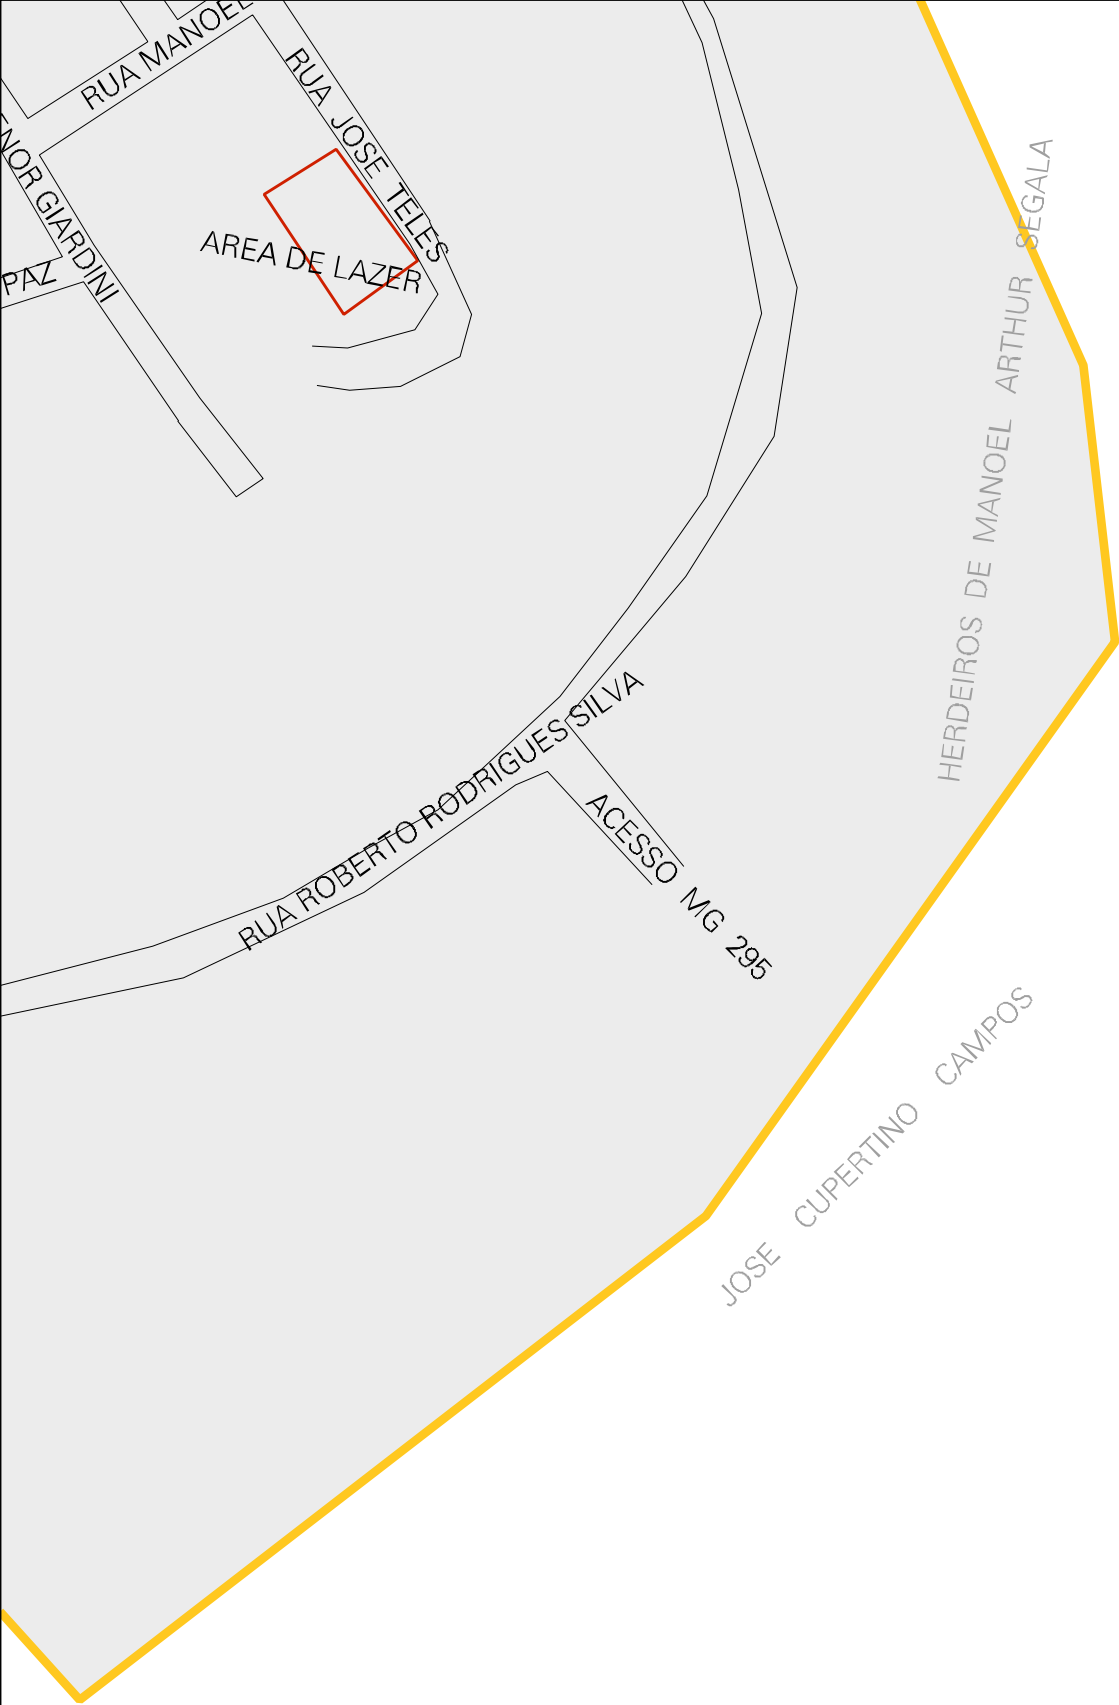 RUA MANOEL
RUA JOSE TELES
NOR GIARDINI
AREA DE LAZER
PAZ
HERDEIROS DE MANOEL ARTHUR SEGALA
RUA ROBERTO RODRIGUES SILVA
ACESSO MG 295
JOSE CUPERTINO CAMPOS